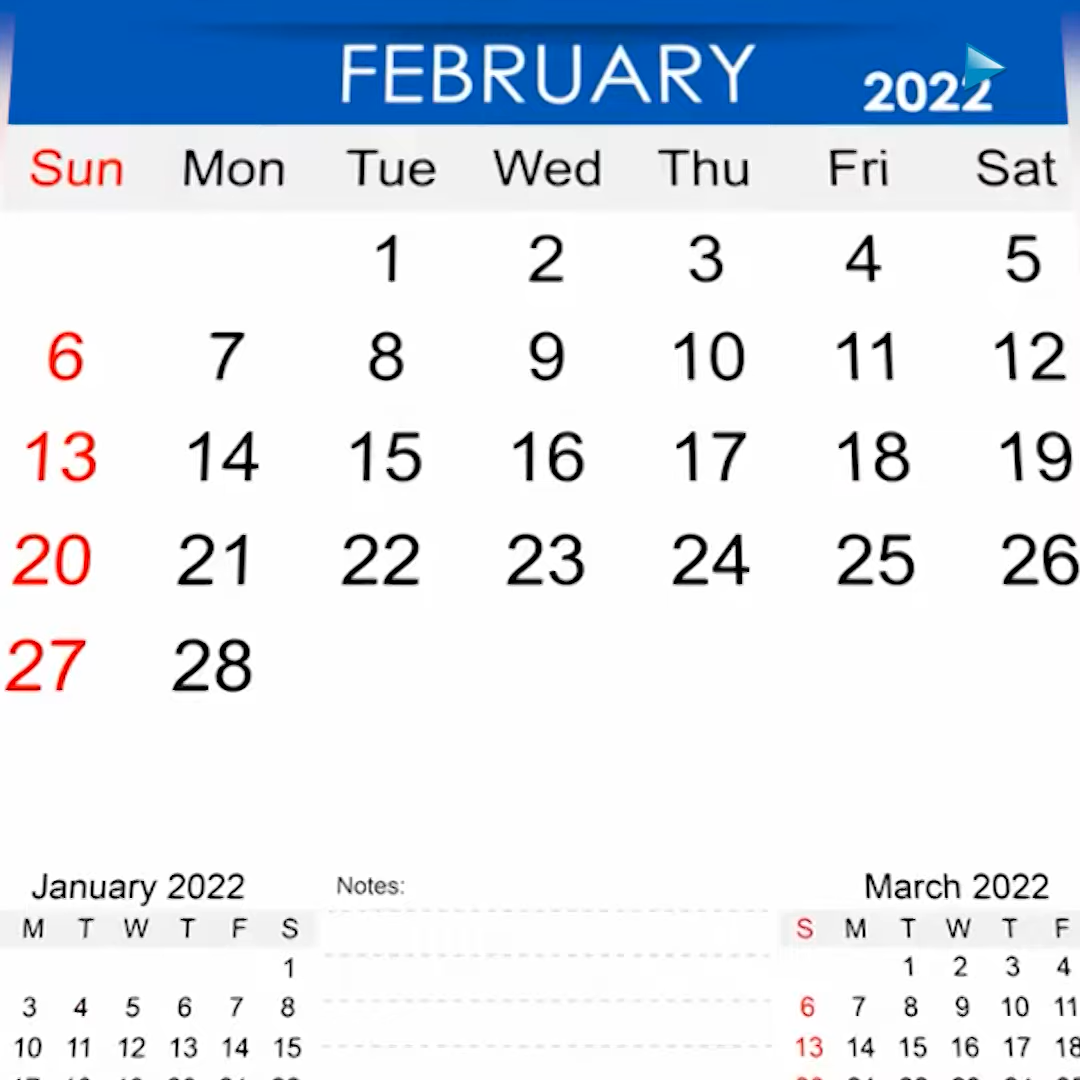 FEBRUARY 2022
Sun Mon Tue Wed Thu Fri Sat
1 2 3 4 5
6 7 8 9 10 11 12
13 14 15 16 17 18 19
20 21 22 23 24 25 26
27 28
January 2022
M T W T F S
1
3 4 5 6 7 8
10 11 12 13 14 15
Notes:
March 2022
S M T W T F
1 2 3 4
6 7 8 9 10 11
13 14 15 16 17 18